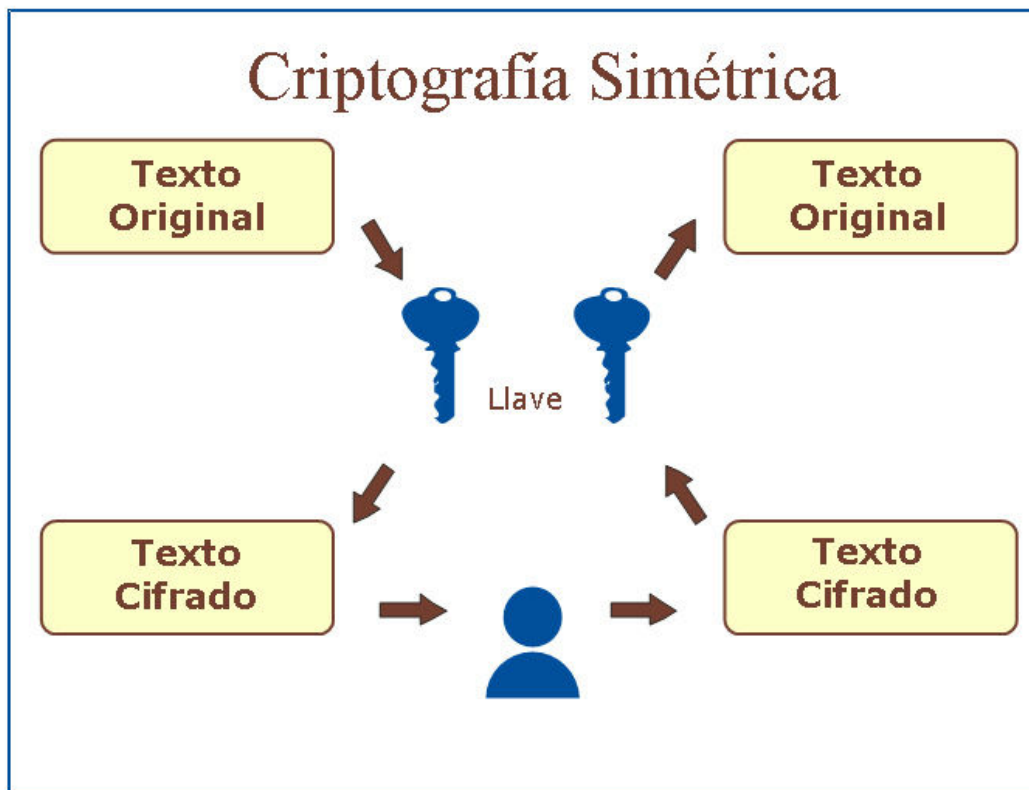 Criptografía Simétrica
Texto
Original
Texto
Original
Llave
Texto
Cifrado
Texto
Cifrado